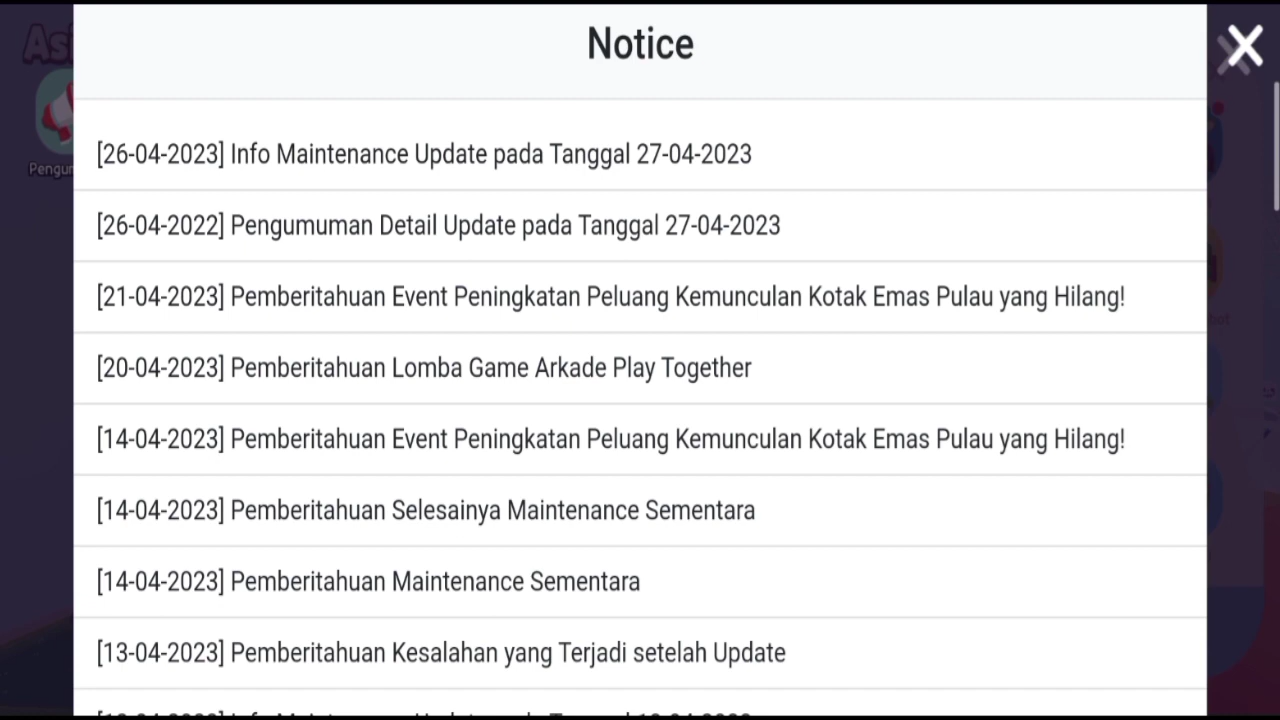 Notice
[26-04-2023] Info Maintenance Update pada Tanggal 27-04-2023
[26-04-2022] Pengumuman Detail Update pada Tanggal 27-04-2023
[21-04-2023] Pemberitahuan Event Peningkatan Peluang Kemunculan Kotak Emas Pulau yang Hilang!
[20-04-2023] Pemberitahuan Lomba Game Arkade Play Together
[14-04-2023] Pemberitahuan Event Peningkatan Peluang Kemunculan Kotak Emas Pulau yang Hilang!
[14-04-2023] Pemberitahuan Selesainya Maintenance Sementara
[14-04-2023] Pemberitahuan Maintenance Sementara
[13-04-2023] Pemberitahuan Kesalahan yang Terjadi setelah Update